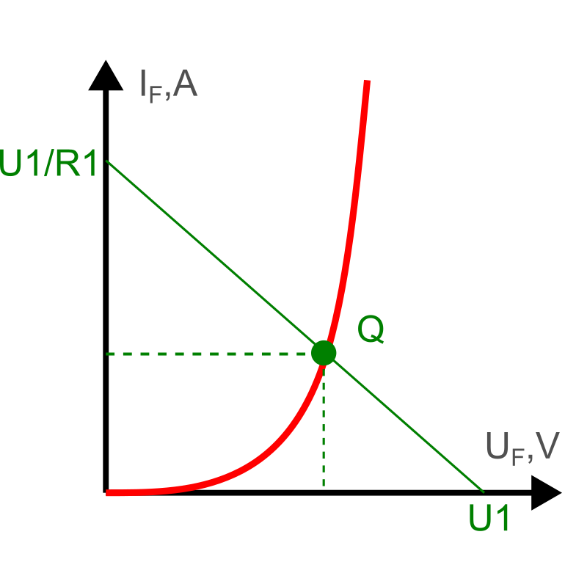 I_F,A
U1/R1
Q
U_F,V
U1